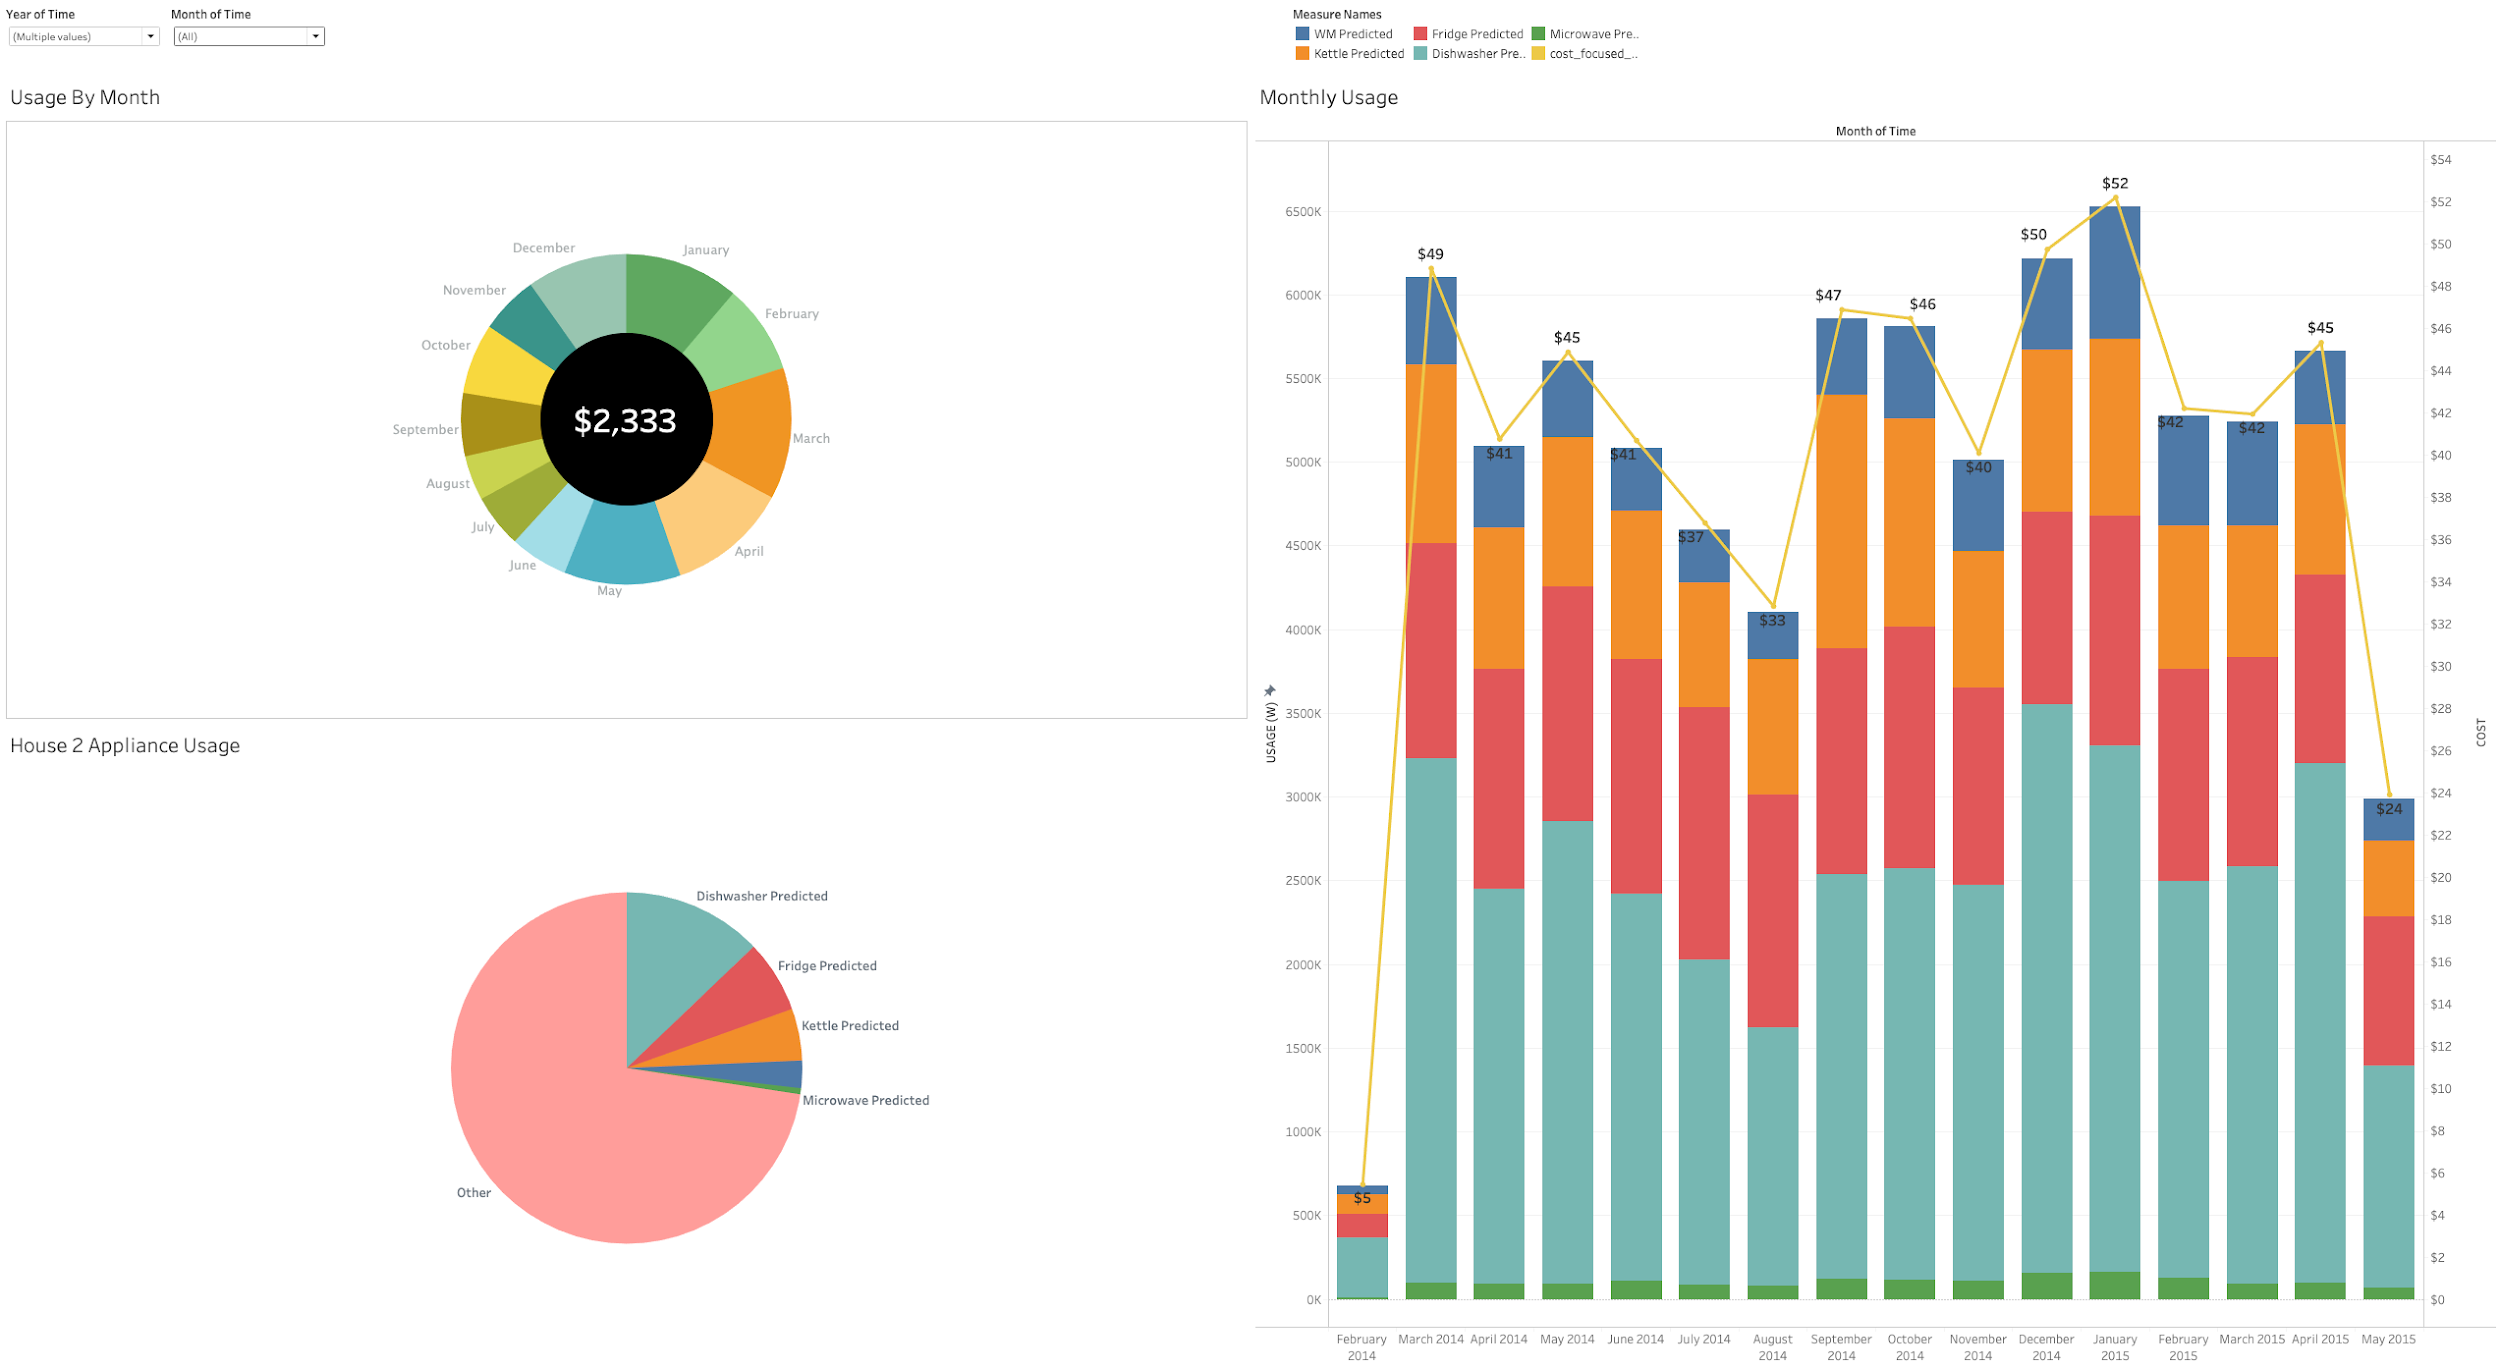 Year of Time
Month of Time
(Multiple values)
(All)
Measure Names
WM Predicted
Fridge Predicted
Microwave Pre..
Kettle Predicted
Dishwasher Pre..
cost_focused_..
Usage By Month
December
January
November
February
October
$2,333
September
March
August
July
April
June
May
House 2 Appliance Usage
Dishwasher Predicted
Fridge Predicted
Kettle Predicted
Microwave Predicted
Other
Monthly Usage
Month of Time
USAGE (W)
6500K
6000K
5500K
5000K
4500K
4000K
3500K
3000K
2500K
2000K
1500K
1000K
500K
0K
$5
$49
$41
$45
$41
$37
$33
$47
$46
$40
$50
$52
$42
$42
$45
$24
$54
$52
$50
$48
$46
$44
$42
$40
$38
$36
$34
$32
$30
$28
$26
$24
$22
$20
$18
$16
$14
$12
$10
$8
$6
$4
$2
$0
COST
February 2014
March 2014
April 2014
May 2014
June 2014
July 2014
August 2014
September 2014
October 2014
November 2014
December 2014
January 2015
February 2015
March 2015
April 2015
May 2015